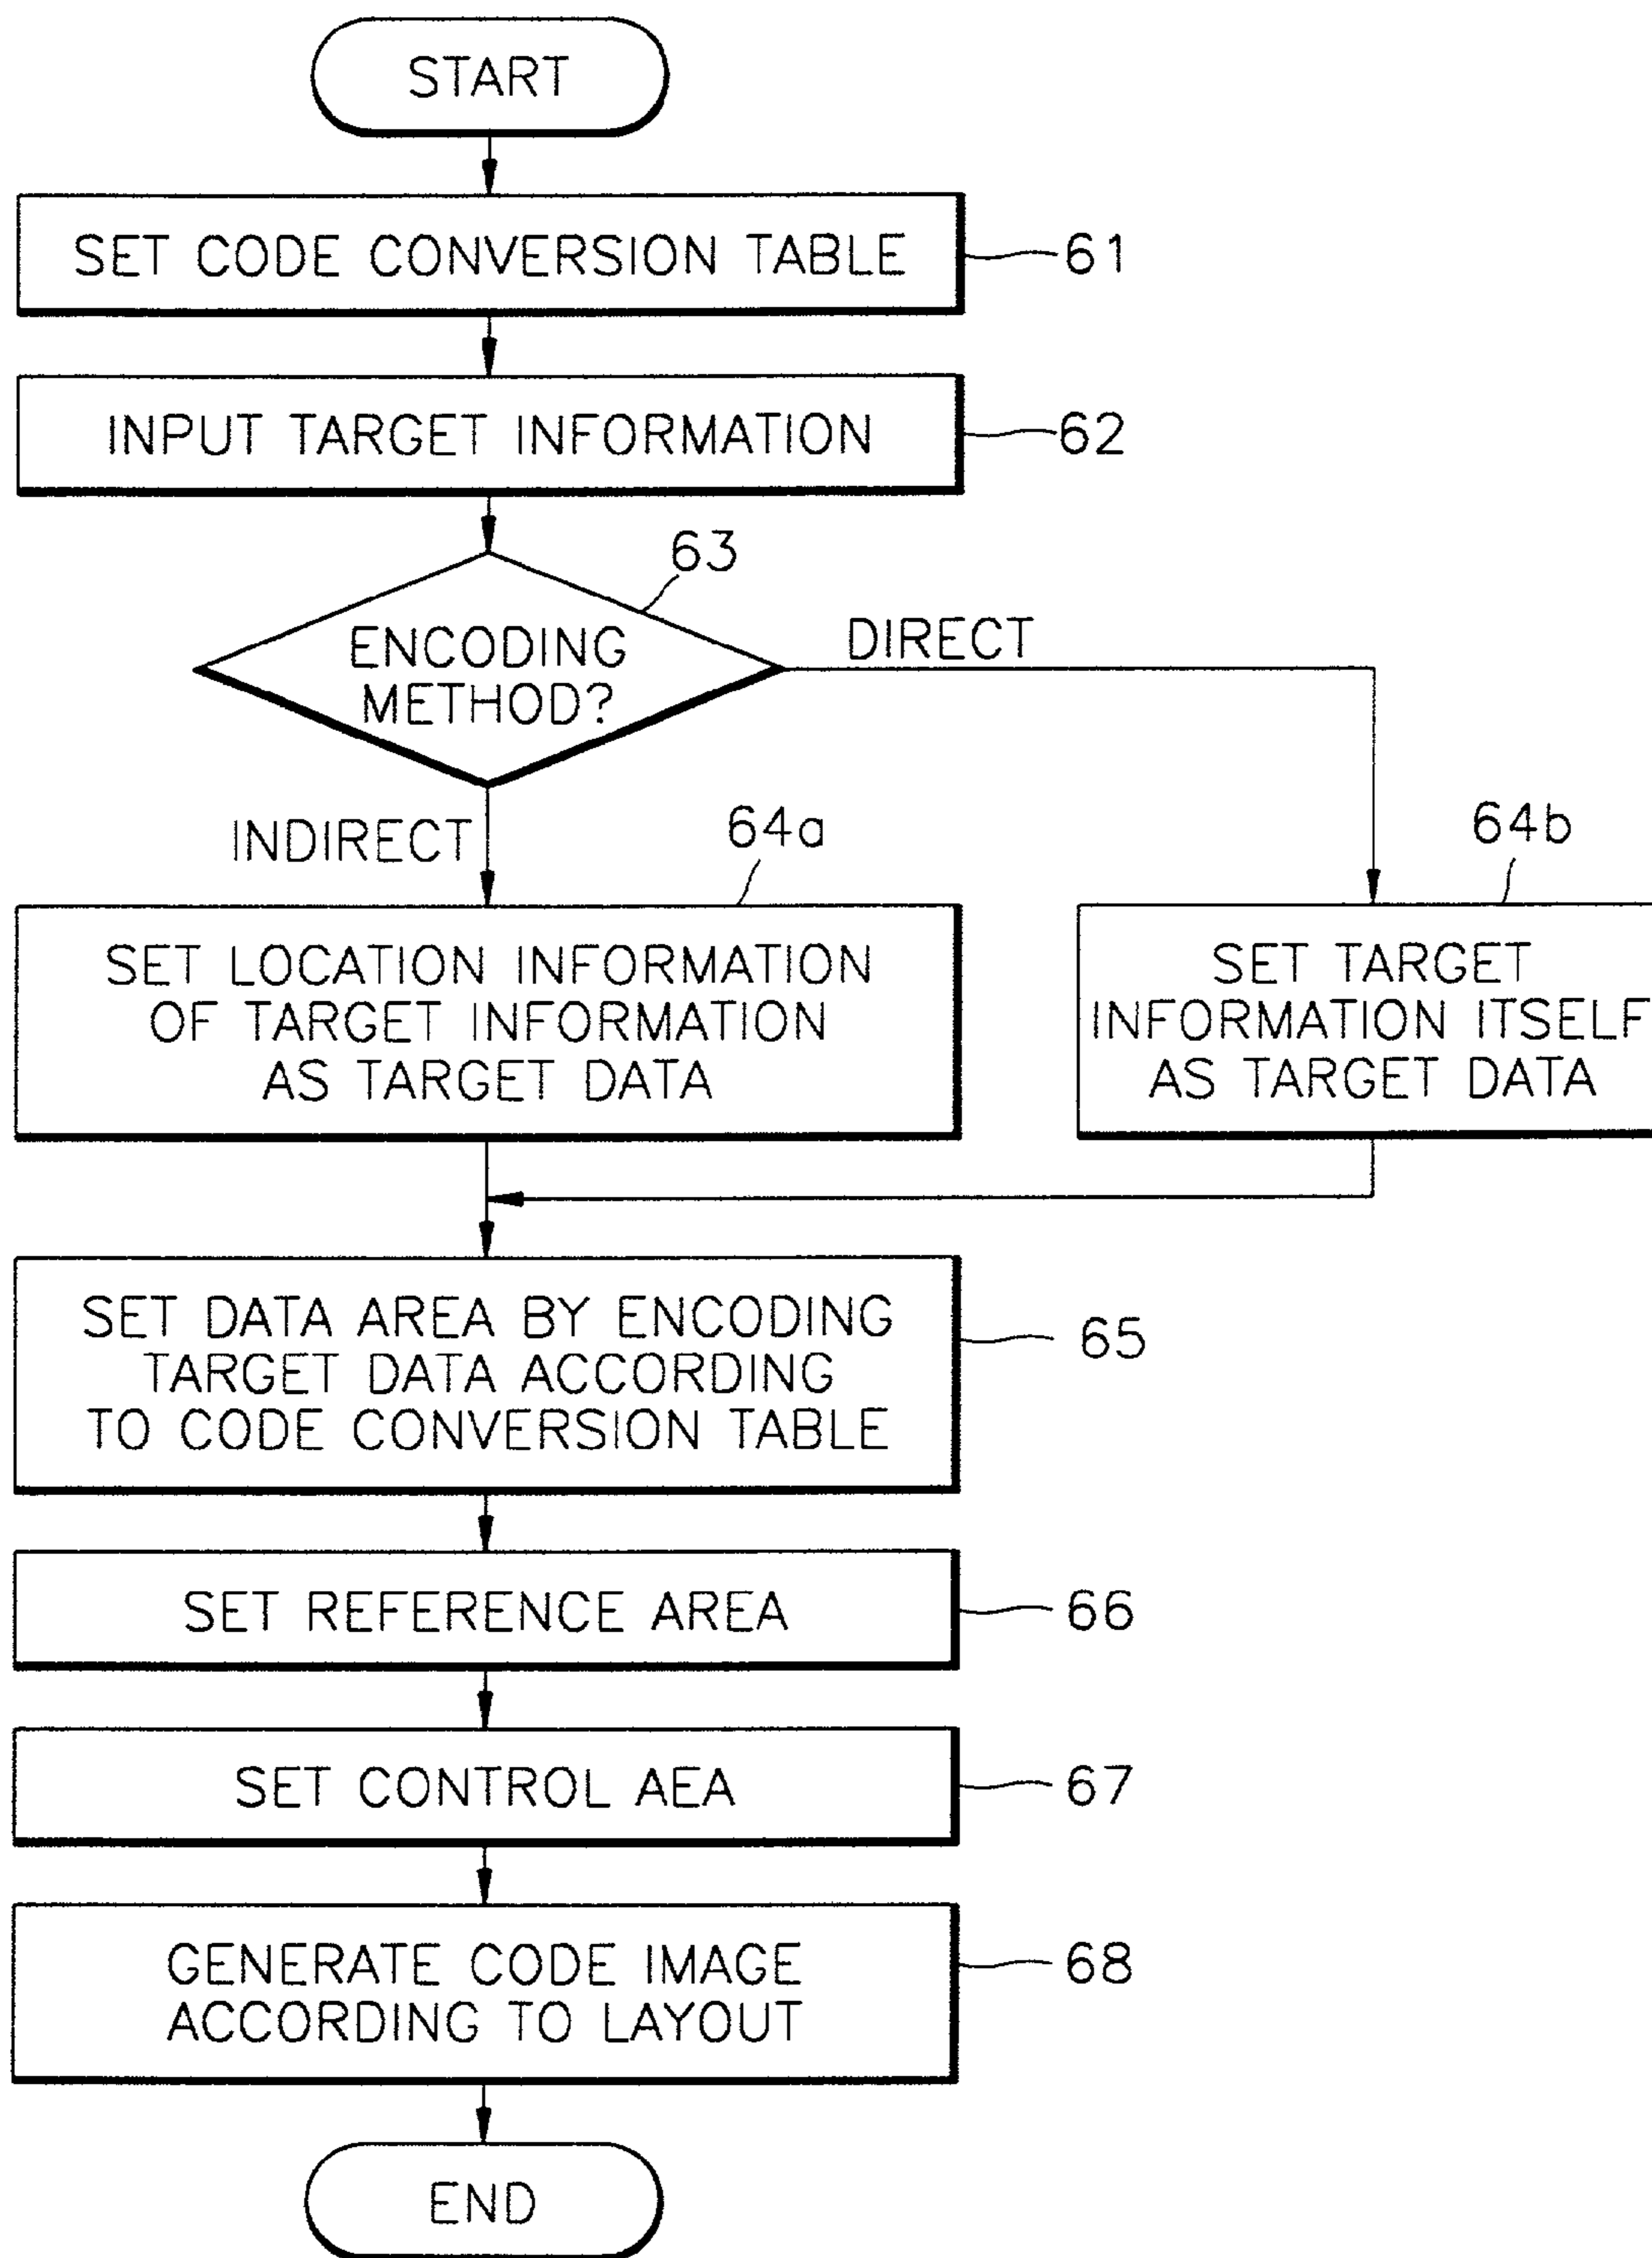 START
SET CODE CONVERSION TABLE
61
INPUT TARGET INFORMATION
62
63
ENCODING
METHOD?
DIRECT
INDIRECT
64a
64b
SET LOCATION INFORMATION
OF TARGET INFORMATION
AS TARGET DATA
SET TARGET
INFORMATION ITSELF
AS TARGET DATA
SET DATA AREA BY ENCODING
TARGET DATA ACCORDING
TO CODE CONVERSION TABLE
65
SET REFERENCE AREA
66
SET CONTROL AEA
67
GENERATE CODE IMAGE
ACCORDING TO LAYOUT
68
END